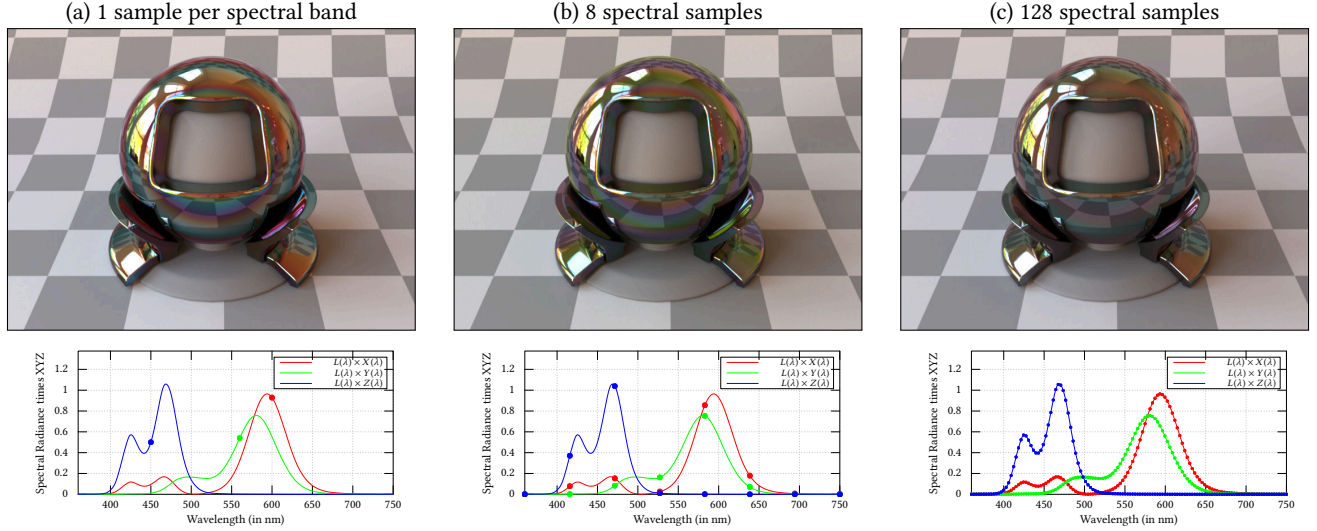 (a) 1 sample per spectral band
(b) 8 spectral samples
(c) 128 spectral samples
Spectral Radiance times XYZ
1.2
1
0.8
0.6
0.4
0.2
0
L(λ)×X(λ)
L(λ)×Y(λ)
L(λ)×Z(λ)
400 450 500 550 600 650 700 750
Wavelength (in nm)
Spectral Radiance times XYZ
1.2
1
0.8
0.6
0.4
0.2
0
L(λ)×X(λ)
L(λ)×Y(λ)
L(λ)×Z(λ)
400 450 500 550 600 650 700 750
Wavelength (in nm)
Spectral Radiance times XYZ
1.2
1
0.8
0.6
0.4
0.2
0
L(λ)×X(λ)
L(λ)×Y(λ)
L(λ)×Z(λ)
400 450 500 550 600 650 700 750
Wavelength (in nm)